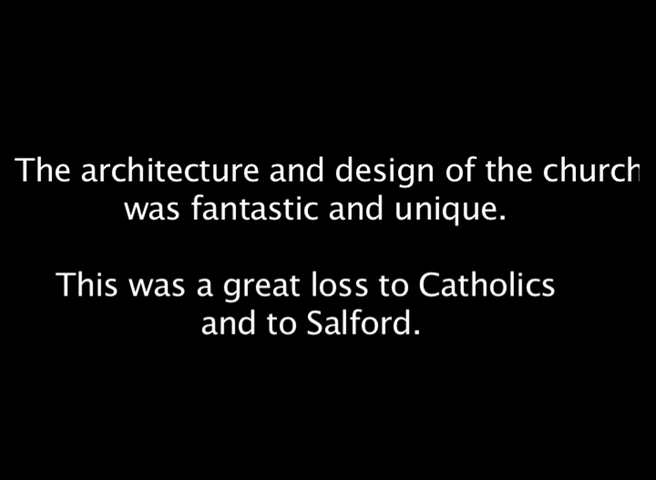 The architecture and design of the church
was fantastic and unique.
This was a great loss to Catholics
and to Salford.